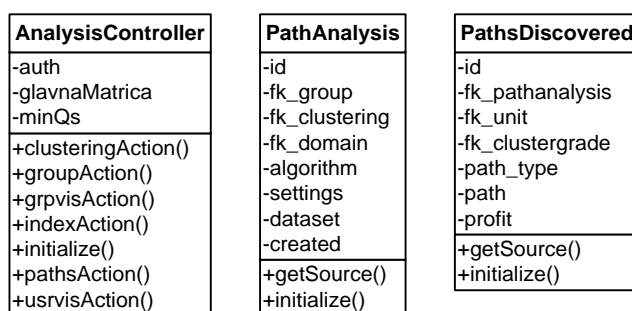 AnalysisController
-auth
-glavnaMatrica
-minQs
+clusteringAction()
+groupAction()
+grpvisAction()
+indexAction()
+initialize()
+pathsAction()
+usrvisAction()
PathAnalysis
-id
-fk_group
-fk_clustering
-fk_domain
-algorithm
-settings
-dataset
-created
+getSource()
+initialize()
PathsDiscovered
-id
-fk_pathanalysis
-fk_unit
-fk_clustergrade
-path_type
-path
-profit
+getSource()
+initialize()